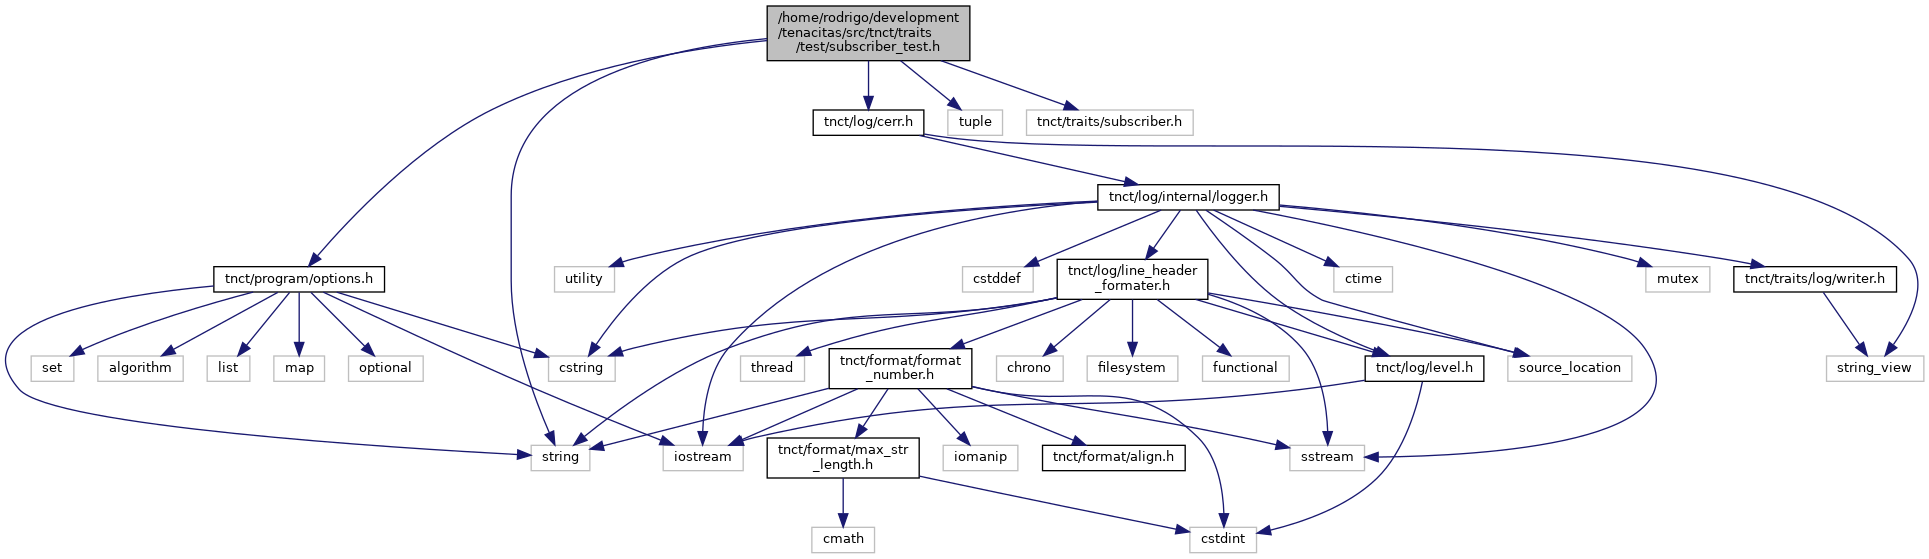 /home/rodrigo/development
/tenacitas/src/tnct/traits
/test/subscriber_test.h
tnct/log/cerr.h
tuple
tnct/traits/subscriber.h
tnct/log/internal/logger.h
tnct/program/options.h
utility
cstddef
tnct/log/line_header
_formater.h
ctime
mutex
tnct/traits/log/writer.h
set
algorithm
list
map
optional
cstring
thread
tnct/format/format
_number.h
chrono
filesystem
functional
tnct/log/level.h
source_location
string_view
string
iostream
tnct/format/max_str
_length.h
iomanip
tnct/format/align.h
sstream
cmath
cstdint